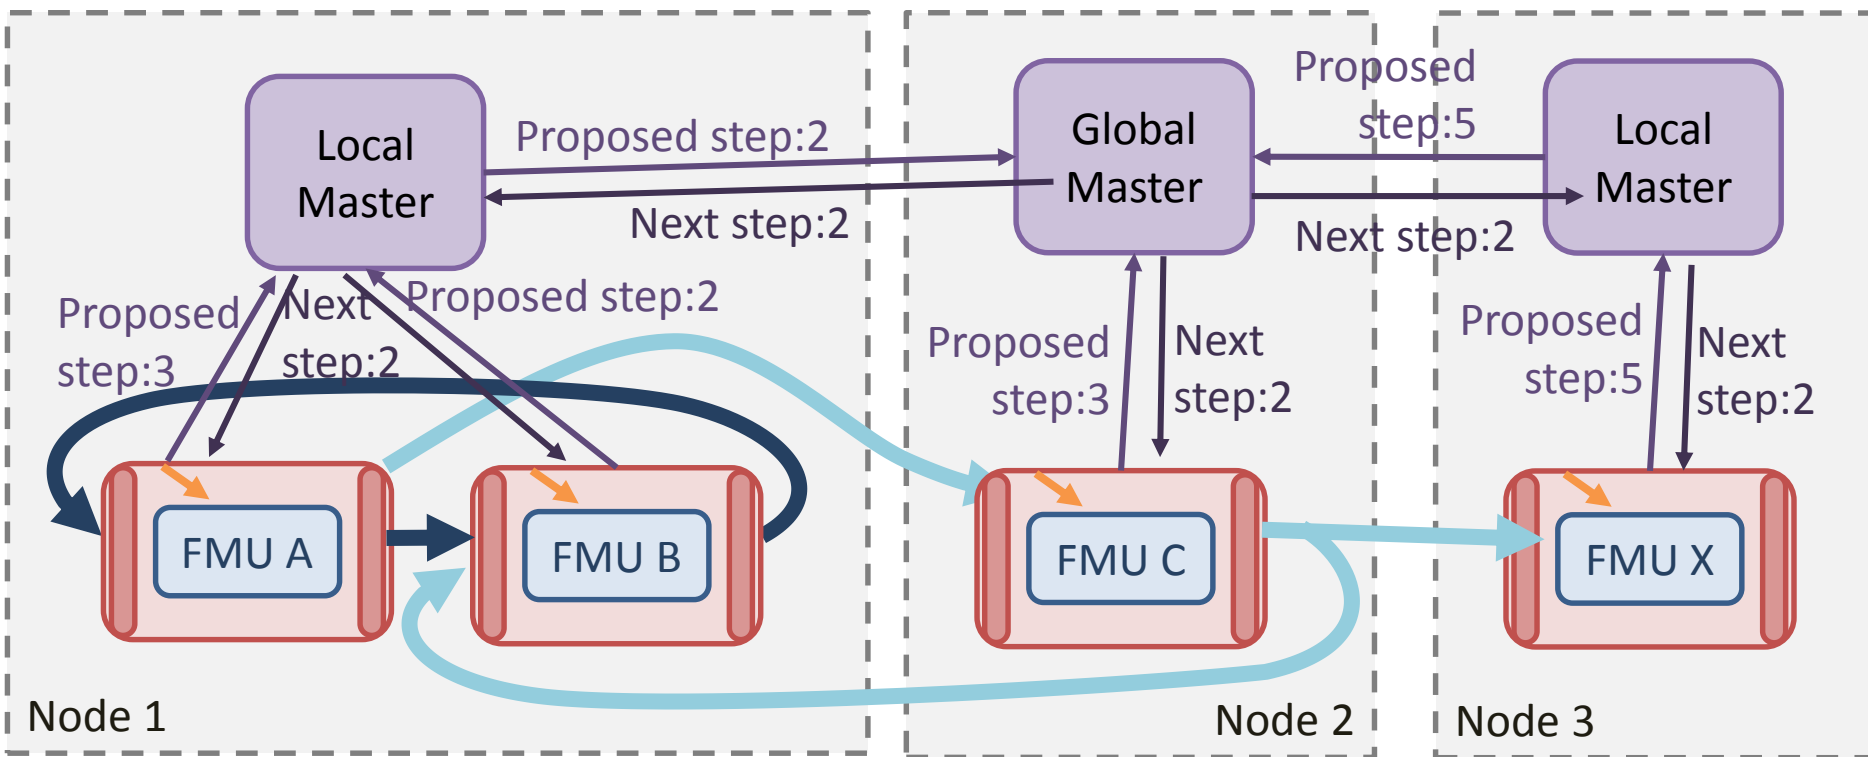 Local
Master
Proposed step:2
Next step:2
Global
Master
Proposed
step:5
Next step:2
Local
Master
Proposed
step:3
Next
step:2
Proposed step:2
Proposed
step:3
Next
step:2
Proposed
step:5
Next
step:2
FMU A
FMU B
FMU C
FMU X
Node 1
Node 2
Node 3